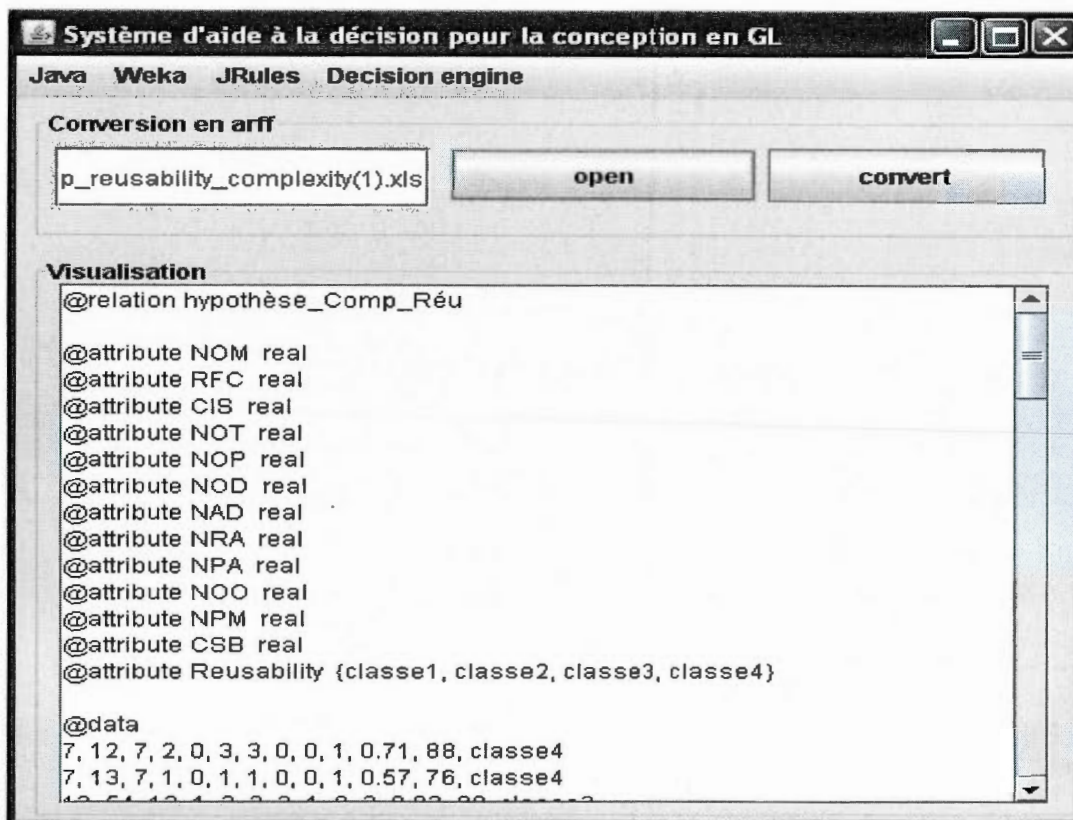 Système d'aide à la décision pour la conception en GL
Java Weka JRules Decision engine
Conversion en arff
p_reusability_complexity(1).xls open convert
Visualisation
@relation hypothèse_Comp_Réu
@attribute NOM real
@attribute RFC real
@attribute CIS real
@attribute NOT real
@attribute NOP real
@attribute NOD real
@attribute NAD real
@attribute NRA real
@attribute NPA real
@attribute NOO real
@attribute NPM real
@attribute CSB real
@attribute Reusability {classe1, classe2, classe3, classe4}
@data
7, 12, 7, 2, 0, 3, 3, 0, 0, 1, 0.71, 88, classe4
7, 13, 7, 1, 0, 1, 1, 0, 0, 1, 0.57, 76, classe4